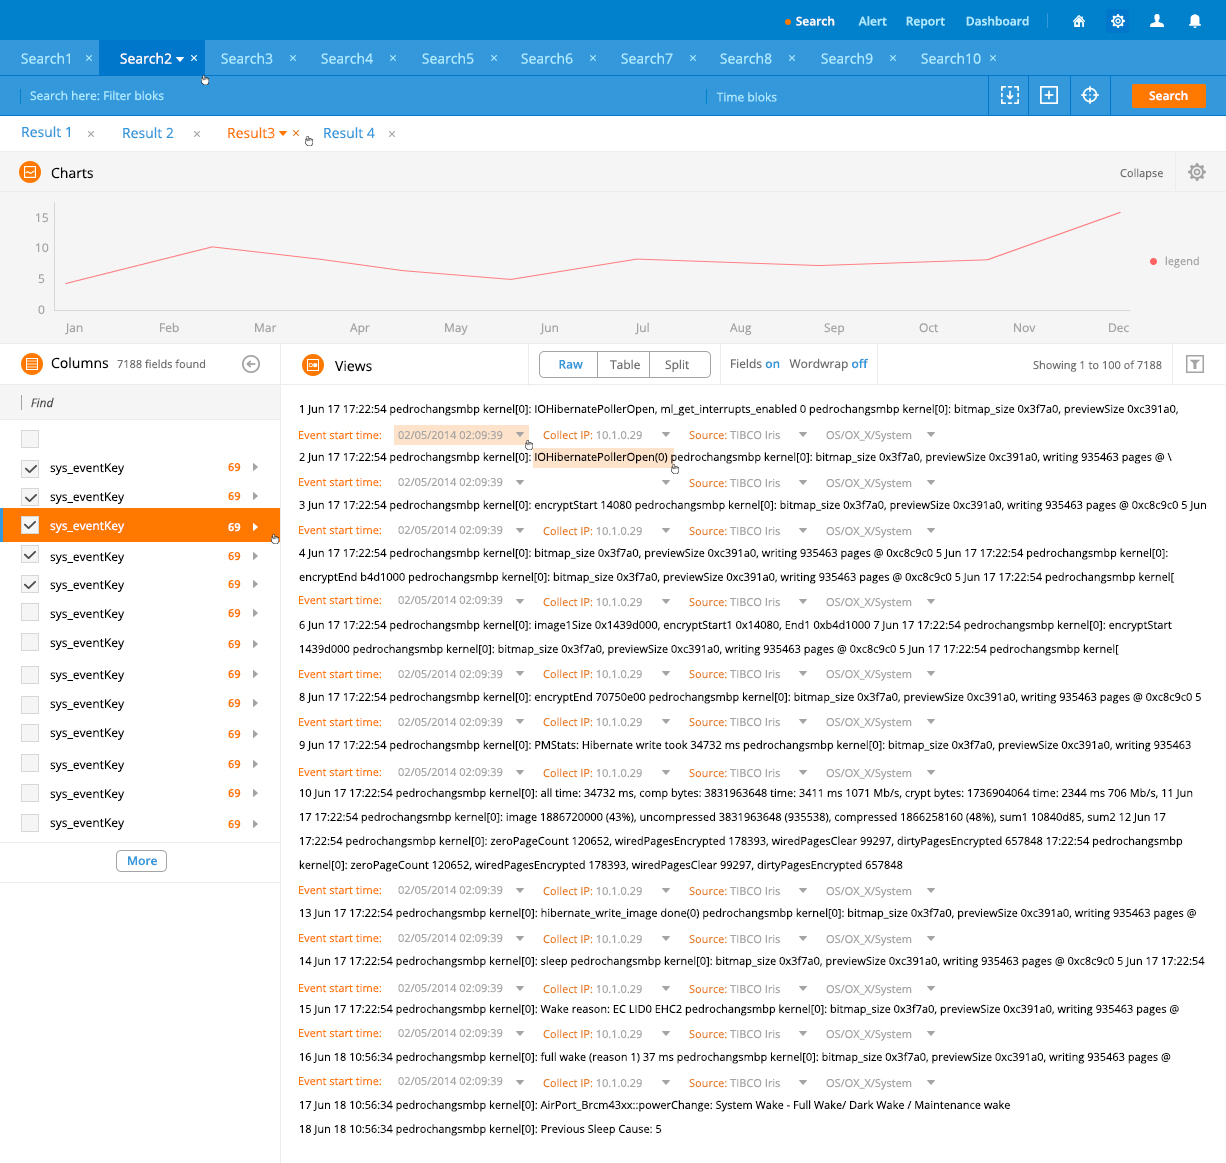 Search Alert Report Dashboard
Search1 × Search2 × Search3 × Search4 × Search5 × Search6 × Search7 × Search8 × Search9 × Search10 ×
Search here: Filter bloks Time bloks Search
Result 1 × Result 2 × Result3 × Result 4 ×
Charts Collapse
15
10
5
0
legend
Jan Feb Mar Apr May Jun Jul Aug Sep Oct Nov Dec
Columns 7188 fields found
Find
sys_eventKey 69
sys_eventKey 69
sys_eventKey 69
sys_eventKey 69
sys_eventKey 69
sys_eventKey 69
sys_eventKey 69
sys_eventKey 69
sys_eventKey 69
sys_eventKey 69
sys_eventKey 69
sys_eventKey 69
sys_eventKey 69
More
Views Raw Table Split Fields on Wordwrap off Showing 1 to 100 of 7188
1 Jun 17 17:22:54 pedrochangsmbp kernel[0]: IOHibernatePollerOpen, ml_get_interrupts_enabled 0 pedrochangsmbp kernel[0]: bitmap_size 0x3f7a0, previewSize 0xc391a0,
Event start time: 02/05/2014 02:09:39 Collect IP: 10.1.0.29 Source: TIBCO Iris OS/OX_X/System
2 Jun 17 17:22:54 pedrochangsmbp kernel[0]: IOHibernatePollerOpen(0) pedrochangsmbp kernel[0]: bitmap_size 0x3f7a0, previewSize 0xc391a0, writing 935463 pages @ \
Event start time: 02/05/2014 02:09:39 Source: TIBCO Iris OS/OX_X/System
3 Jun 17 17:22:54 pedrochangsmbp kernel[0]: encryptStart 14080 pedrochangsmbp kernel[0]: bitmap_size 0x3f7a0, previewSize 0xc391a0, writing 935463 pages @ 0xc8c9c0 5 Jun
Event start time: 02/05/2014 02:09:39 Collect IP: 10.1.0.29 Source: TIBCO Iris OS/OX_X/System
4 Jun 17 17:22:54 pedrochangsmbp kernel[0]: bitmap_size 0x3f7a0, previewSize 0xc391a0, writing 935463 pages @ 0xc8c9c0 5 Jun 17 17:22:54 pedrochangsmbp kernel[0]:
encryptEnd b4d1000 pedrochangsmbp kernel[0]: bitmap_size 0x3f7a0, previewSize 0xc391a0, writing 935463 pages @ 0xc8c9c0 5 Jun 17 17:22:54 pedrochangsmbp kernel[
Event start time: 02/05/2014 02:09:39 Collect IP: 10.1.0.29 Source: TIBCO Iris OS/OX_X/System
6 Jun 17 17:22:54 pedrochangsmbp kernel[0]: image1Size 0x1439d000, encryptStart1 0x14080, End1 0xb4d1000 7 Jun 17 17:22:54 pedrochangsmbp kernel[0]: encryptStart
1439d000 pedrochangsmbp kernel[0]: bitmap_size 0x3f7a0, previewSize 0xc391a0, writing 935463 pages @ 0xc8c9c0 5 Jun 17 17:22:54 pedrochangsmbp kernel[
Event start time: 02/05/2014 02:09:39 Collect IP: 10.1.0.29 Source: TIBCO Iris OS/OX_X/System
8 Jun 17 17:22:54 pedrochangsmbp kernel[0]: encryptEnd 70750e00 pedrochangsmbp kernel[0]: bitmap_size 0x3f7a0, previewSize 0xc391a0, writing 935463 pages @ 0xc8c9c0 5
Event start time: 02/05/2014 02:09:39 Collect IP: 10.1.0.29 Source: TIBCO Iris OS/OX_X/System
9 Jun 17 17:22:54 pedrochangsmbp kernel[0]: PMStats: Hibernate write took 34732 ms pedrochangsmbp kernel[0]: bitmap_size 0x3f7a0, previewSize 0xc391a0, writing 935463
Event start time: 02/05/2014 02:09:39 Collect IP: 10.1.0.29 Source: TIBCO Iris OS/OX_X/System
10 Jun 17 17:22:54 pedrochangsmbp kernel[0]: all time: 34732 ms, comp bytes: 3831963648 time: 3411 ms 1071 Mb/s, crypt bytes: 1736904064 time: 2344 ms 706 Mb/s, 11 Jun
17 17:22:54 pedrochangsmbp kernel[0]: image 1886720000 (43%), uncompressed 3831963648 (935538), compressed 1866258160 (48%), sum1 10840d85, sum2 12 Jun 17
17:22:54 pedrochangsmbp kernel[0]: zeroPageCount 120652, wiredPagesEncrypted 178393, wiredPagesClear 99297, dirtyPagesEncrypted 657848 17:22:54 pedrochangsmbp
kernel[0]: zeroPageCount 120652, wiredPagesEncrypted 178393, wiredPagesClear 99297, dirtyPagesEncrypted 657848
Event start time: 02/05/2014 02:09:39 Collect IP: 10.1.0.29 Source: TIBCO Iris OS/OX_X/System
13 Jun 17 17:22:54 pedrochangsmbp kernel[0]: hibernate_write_image done(0) pedrochangsmbp kernel[0]: bitmap_size 0x3f7a0, previewSize 0xc391a0, writing 935463 pages @
Event start time: 02/05/2014 02:09:39 Collect IP: 10.1.0.29 Source: TIBCO Iris OS/OX_X/System
14 Jun 17 17:22:54 pedrochangsmbp kernel[0]: sleep pedrochangsmbp kernel[0]: bitmap_size 0x3f7a0, previewSize 0xc391a0, writing 935463 pages @ 0xc8c9c0 5 Jun 17 17:22:54
Event start time: 02/05/2014 02:09:39 Collect IP: 10.1.0.29 Source: TIBCO Iris OS/OX_X/System
15 Jun 17 17:22:54 pedrochangsmbp kernel[0]: Wake reason: EC LID0 EHC2 pedrochangsmbp kernel[0]: bitmap_size 0x3f7a0, previewSize 0xc391a0, writing 935463 pages @
Event start time: 02/05/2014 02:09:39 Collect IP: 10.1.0.29 Source: TIBCO Iris OS/OX_X/System
16 Jun 18 10:56:34 pedrochangsmbp kernel[0]: full wake (reason 1) 37 ms pedrochangsmbp kernel[0]: bitmap_size 0x3f7a0, previewSize 0xc391a0, writing 935463 pages @
Event start time: 02/05/2014 02:09:39 Collect IP: 10.1.0.29 Source: TIBCO Iris OS/OX_X/System
17 Jun 18 10:56:34 pedrochangsmbp kernel[0]: AirPort_Brcm43xx::powerChange: System Wake - Full Wake/ Dark Wake / Maintenance wake
18 Jun 18 10:56:34 pedrochangsmbp kernel[0]: Previous Sleep Cause: 5